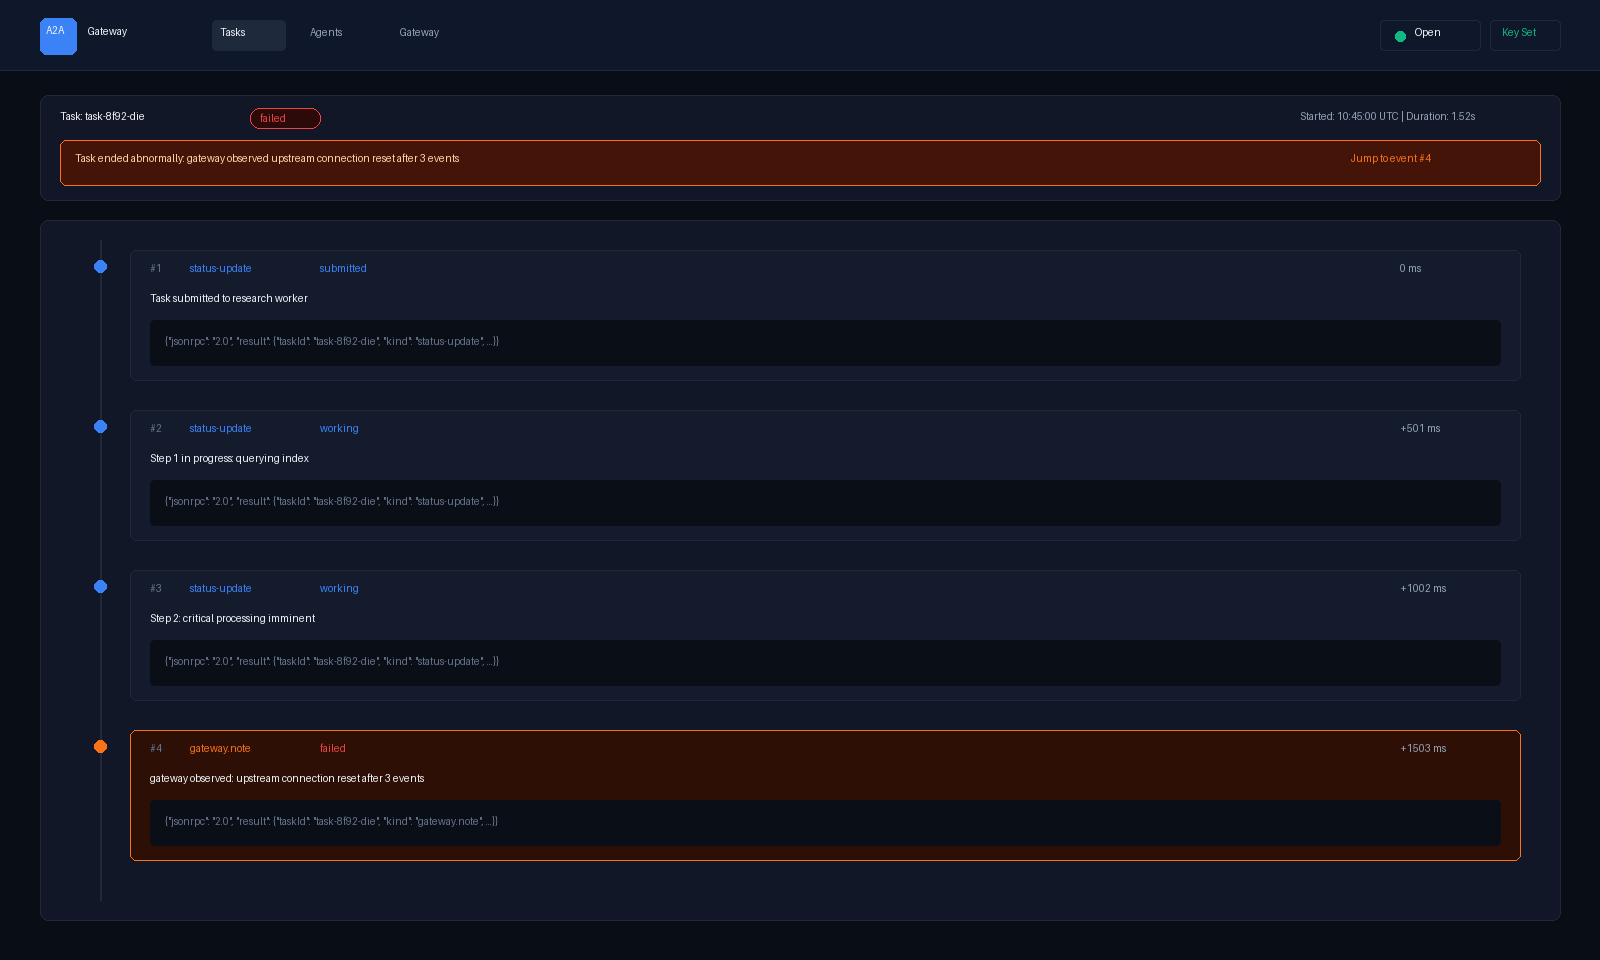 A2A Gateway Tasks Agents Gateway Open Key Set
Task: task-8f92-die failed Started: 10:45:00 UTC | Duration: 1.52s
Task ended abnormally: gateway observed upstream connection reset after 3 events Jump to event #4
#1 status-update submitted 0 ms
Task submitted to research worker
{"jsonrpc": "2.0", "result": {"taskId": "task-8f92-die", "kind": "status-update", ...}}
#2 status-update working +501 ms
Step 1 in progress: querying index
{"jsonrpc": "2.0", "result": {"taskId": "task-8f92-die", "kind": "status-update", ...}}
#3 status-update working +1002 ms
Step 2: critical processing imminent
{"jsonrpc": "2.0", "result": {"taskId": "task-8f92-die", "kind": "status-update", ...}}
#4 gateway.note failed +1503 ms
gateway observed: upstream connection reset after 3 events
{"jsonrpc": "2.0", "result": {"taskId": "task-8f92-die", "kind": "gateway.note", ...}}